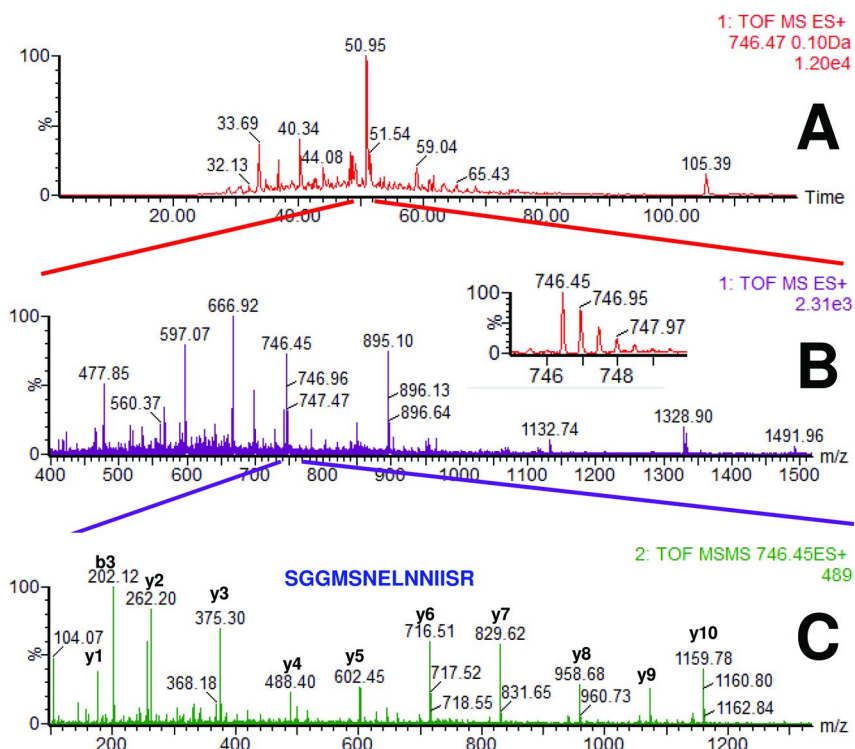 1: TOF MS ES+
746.47 0.10Da
1.20e4
A
100
%
0
50.95
33.69
40.34
51.54
32.13
44.08
59.04
65.43
105.39
Time
20.00 40.00 60.00 80.00 100.00
1: TOF MS ES+
2.31e3
B
100
%
0
666.92
597.07
746.45
895.10
477.85
746.96
896.13
560.37
747.47
896.64
1132.74
1328.90
1491.96
100
%
0
746.45
746.95
747.97
746 748
400 500 600 700 800 900 1000 1100 1200 1300 1400 1500 m/z
2: TOF MSMS 746.45ES+
489
C
SGGMSNELNNIISR
100
%
0
b3
202.12
y2
262.20
y3
375.30
y6
716.51
y7
829.62
104.07
y1
y4
488.40
y5
602.45
y8
958.68
y9
y10
1159.78
368.18
717.52
718.55
831.65
960.73
1160.80
1162.84
200 400 600 800 1000 1200 m/z